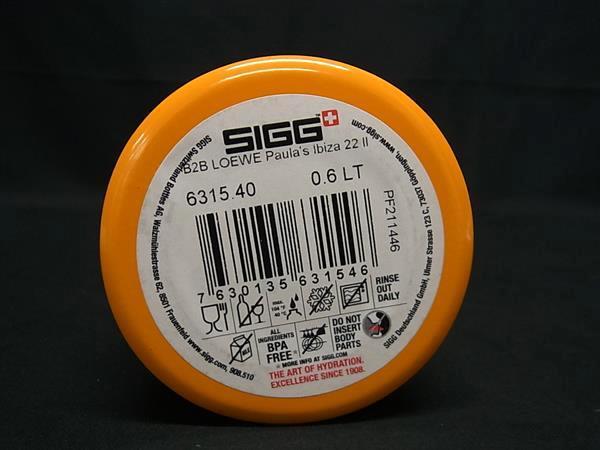 SIGG
B2B LOEWE Paula's Ibiza 22 II
6315.40 0.6 LT
PF211446
7 630135 631546
max.
104 °F
40 °C
RINSE
OUT
DAILY
ALL
INGREDIENTS
BPA
FREE
DO NOT
INSERT
BODY
PARTS
MORE INFO AT SIGG.COM
THE ART OF HYDRATION.
EXCELLENCE SINCE 1908.
SIGG Switzerland Bottles AG, Walzmühlestrasse 62, 8501 Frauenfeld www.sigg.com, 908.510
SIGG Deutschland GmbH, Ulmer Strasse 123 C, 73037 Göppingen, www.sigg.com